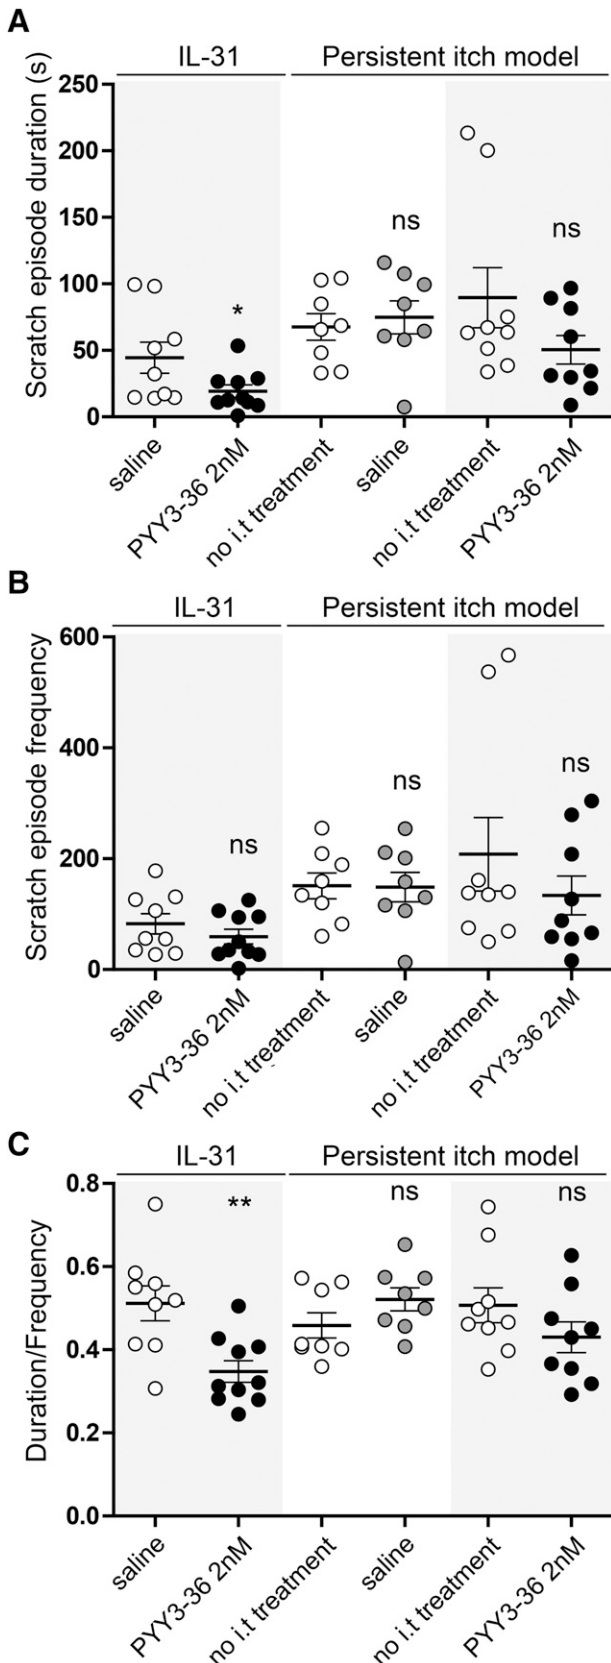 A
IL-31 Persistent itch model
Scratch episode duration (s)
250
200
150
100
50
0
*
ns
ns
saline
PYY3-36 2nM
no i.t treatment
saline
no i.t treatment
PYY3-36 2nM
B
IL-31 Persistent itch model
Scratch episode frequency
600
400
200
0
ns
ns
ns
saline
PYY3-36 2nM
no i.t treatment
saline
no i.t treatment
PYY3-36 2nM
C
IL-31 Persistent itch model
Duration/Frequency
0.8
0.6
0.4
0.2
0.0
**
ns
ns
saline
PYY3-36 2nM
no i.t treatment
saline
no i.t treatment
PYY3-36 2nM